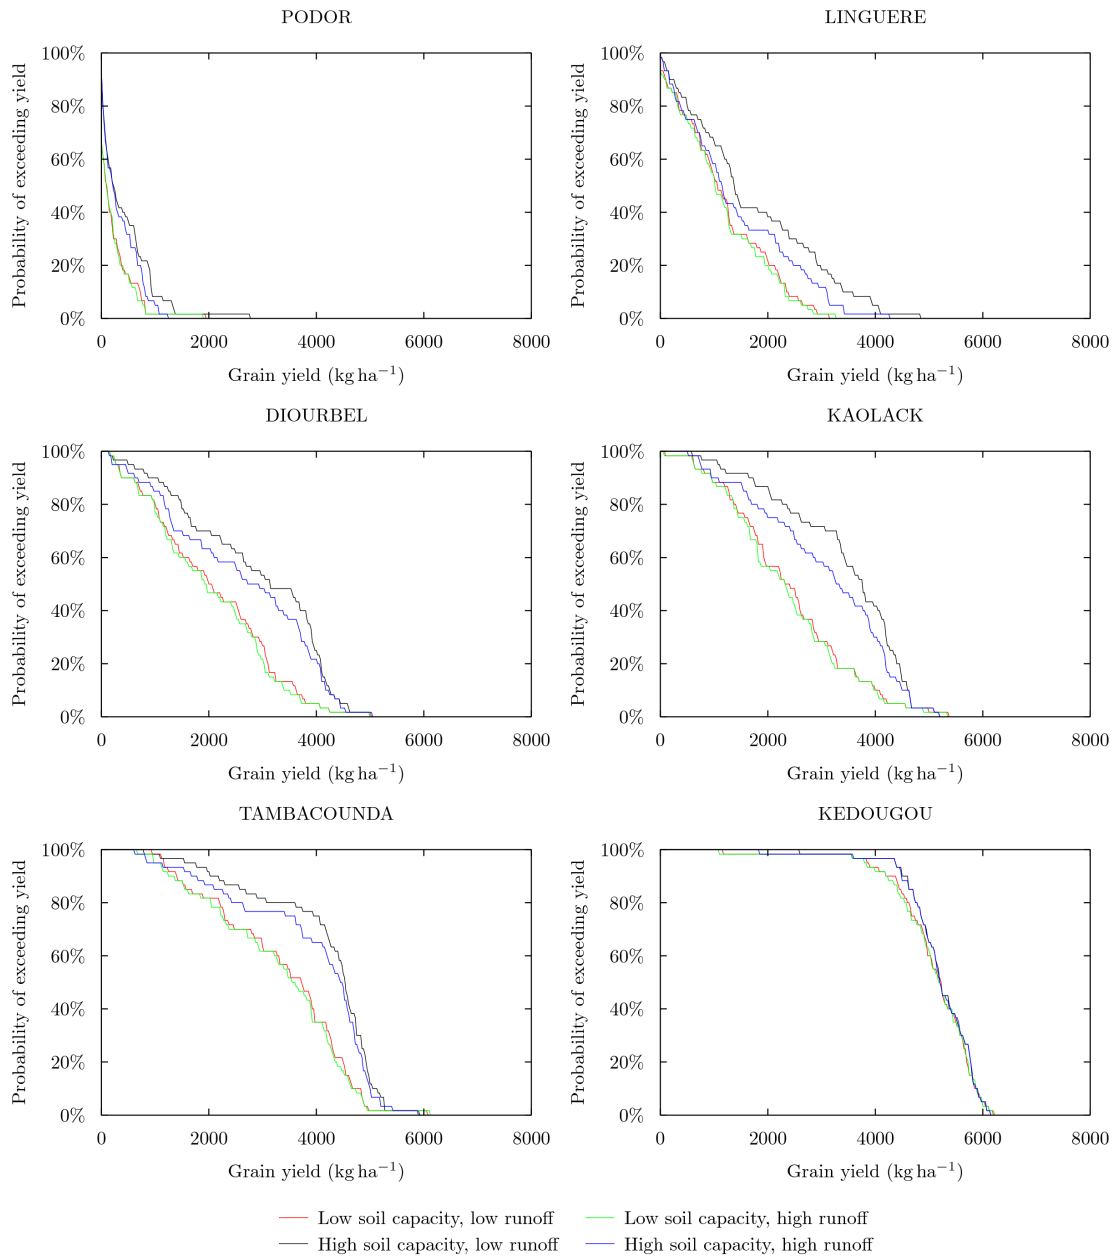 PODOR
LINGUERE
Probability of exceeding yield
100%
80%
60%
40%
20%
0%
0 2000 4000 6000 8000
Grain yield (kg ha⁻¹)
Probability of exceeding yield
100%
80%
60%
40%
20%
0%
0 2000 4000 6000 8000
Grain yield (kg ha⁻¹)
DIOURBEL
KAOLACK
Probability of exceeding yield
100%
80%
60%
40%
20%
0%
0 2000 4000 6000 8000
Grain yield (kg ha⁻¹)
Probability of exceeding yield
100%
80%
60%
40%
20%
0%
0 2000 4000 6000 8000
Grain yield (kg ha⁻¹)
TAMBACOUNDA
KEDOUGOU
Probability of exceeding yield
100%
80%
60%
40%
20%
0%
0 2000 4000 6000 8000
Grain yield (kg ha⁻¹)
Probability of exceeding yield
100%
80%
60%
40%
20%
0%
0 2000 4000 6000 8000
Grain yield (kg ha⁻¹)
Low soil capacity, low runoff
Low soil capacity, high runoff
High soil capacity, low runoff
High soil capacity, high runoff